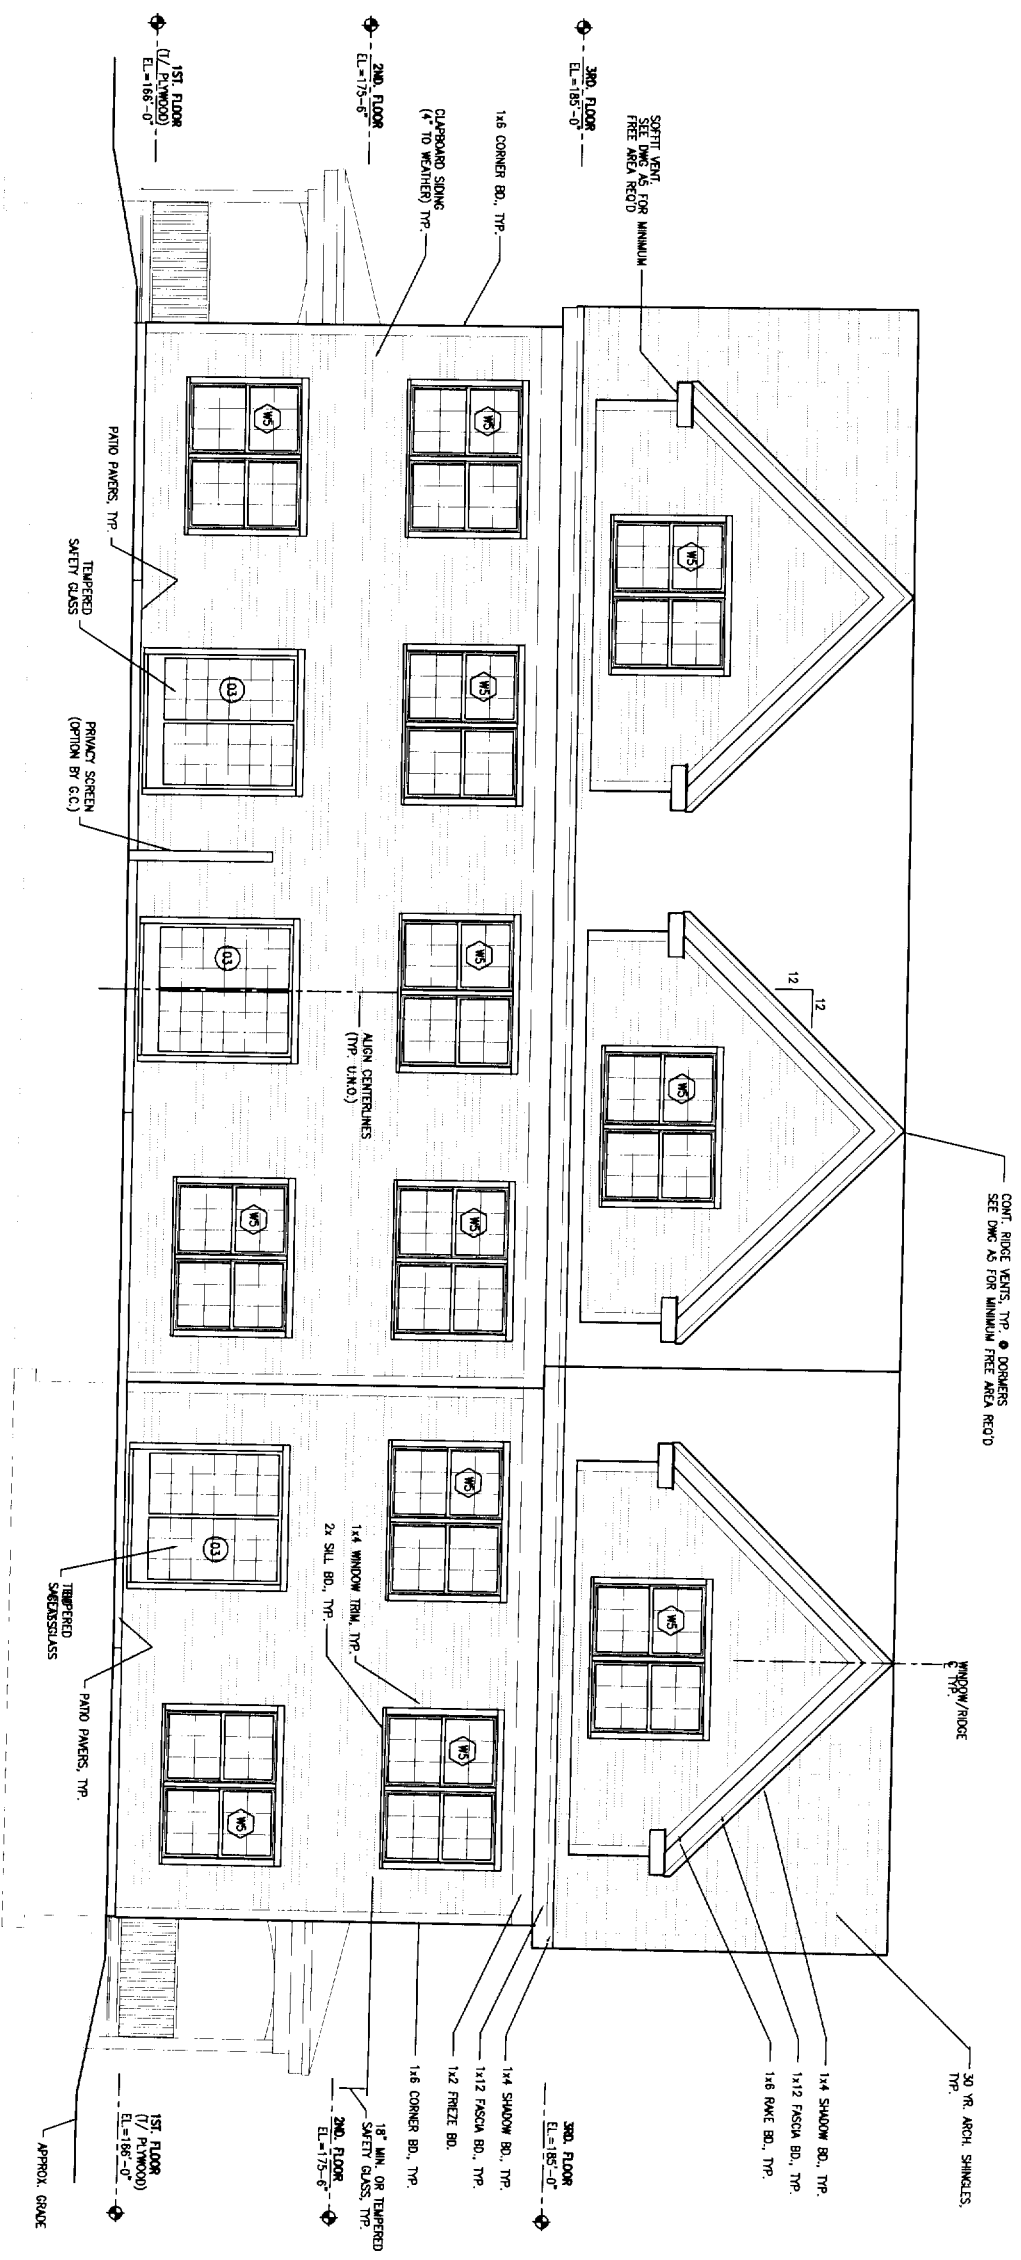 CONT. RIDGE VENTS, TYP. @ DORMERS
SEE DWG A5 FOR MINIMUM FREE AREA REQ'D
WINDOW/RIDGE
℄ TYP.
30 YR. ARCH. SHINGLES,
TYP.
SOFFIT VENT.
SEE DWG A5 FOR MINIMUM
FREE AREA REQ'D
12
12
1x4 SHADOW BD., TYP.
1x12 FASCIA BD., TYP.
1x6 RAKE BD., TYP.
W5
W5
W5
3RD. FLOOR
EL.=185'-0"
3RD. FLOOR
EL.=185'-0"
1x6 CORNER BD., TYP.
1x4 SHADOW BD., TYP.
1x12 FASCIA BD., TYP.
1x2 FRIEZE BD.
1x6 CORNER BD., TYP.
CLAPBOARD SIDING
(4" TO WEATHER) TYP.
W5
W5
W5
W5
W5
W5
2ND. FLOOR
EL.=175-6"
18" MIN. OR TEMPERED
SAFETY GLASS, TYP.
2ND. FLOOR
EL.=175-6"
ALIGN CENTERLINES
(TYP. U.N.O.)
1x4 WINDOW TRIM, TYP.
2x SILL BD., TYP.
W5
D3
D3
W5
D3
W5
1ST. FLOOR
(T/ PLYWOOD)
EL.=166'-0"
1ST. FLOOR
(T/ PLYWOOD)
EL.=166'-0"
PATIO PAVERS, TYP.
TEMPERED
SAFETY GLASS
PRIVACY SCREEN
(OPTION BY G.C.)
PATIO PAVERS, TYP.
APPROX. GRADE